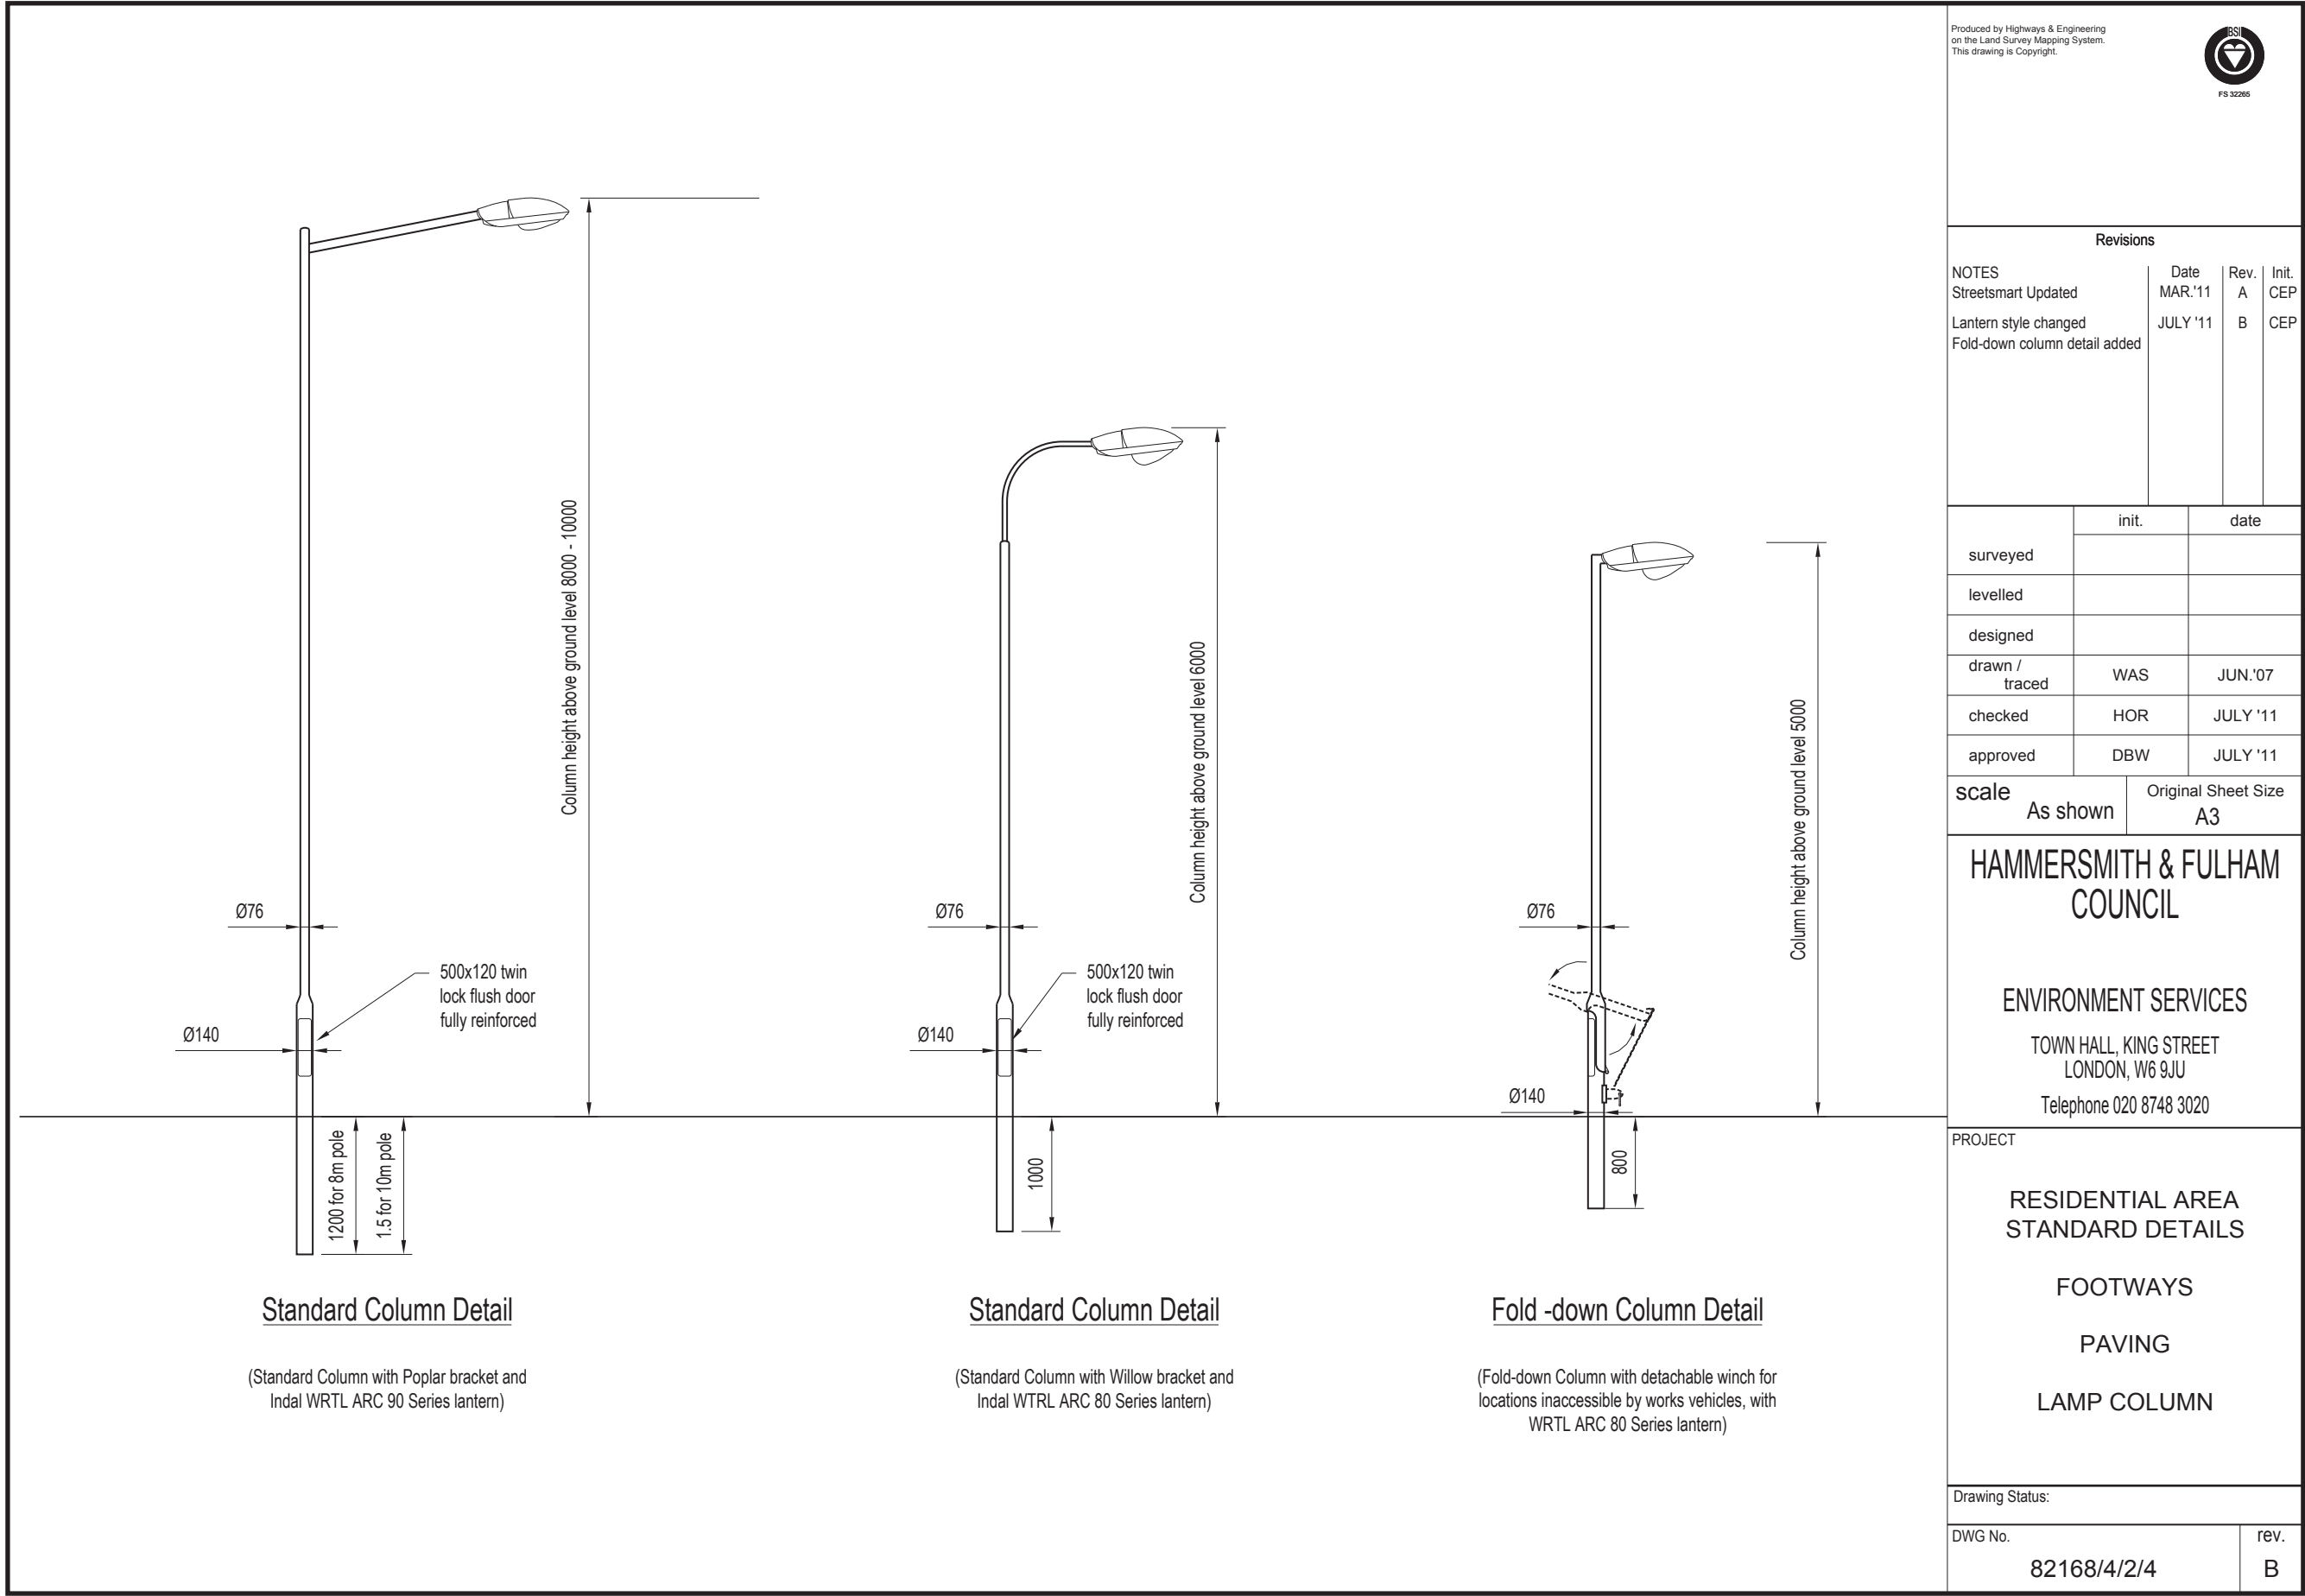 Produced by Highways & Engineering
on the Land Survey Mapping System.
This drawing is Copyright.
BSI
FS 32265
Revisions
NOTES Date Rev. Init.
Streetsmart Updated MAR.'11 A CEP
Lantern style changed JULY '11 B CEP
Fold-down column detail added
init. date
surveyed
levelled
designed
drawn /
traced WAS JUN.'07
checked HOR JULY '11
approved DBW JULY '11
scale As shown
Original Sheet Size
A3
HAMMERSMITH & FULHAM
COUNCIL
ENVIRONMENT SERVICES
TOWN HALL, KING STREET
LONDON, W6 9JU
Telephone 020 8748 3020
PROJECT
RESIDENTIAL AREA
STANDARD DETAILS
FOOTWAYS
PAVING
LAMP COLUMN
Drawing Status:
DWG No. rev.
82168/4/2/4 B
Column height above ground level 8000 - 10000
Ø76
500x120 twin
lock flush door
fully reinforced
Ø140
1200 for 8m pole
1.5 for 10m pole
Standard Column Detail
(Standard Column with Poplar bracket and
Indal WRTL ARC 90 Series lantern)
Column height above ground level 6000
Ø76
500x120 twin
lock flush door
fully reinforced
Ø140
1000
Standard Column Detail
(Standard Column with Willow bracket and
Indal WTRL ARC 80 Series lantern)
Column height above ground level 5000
Ø76
Ø140
800
Fold -down Column Detail
(Fold-down Column with detachable winch for
locations inaccessible by works vehicles, with
WRTL ARC 80 Series lantern)